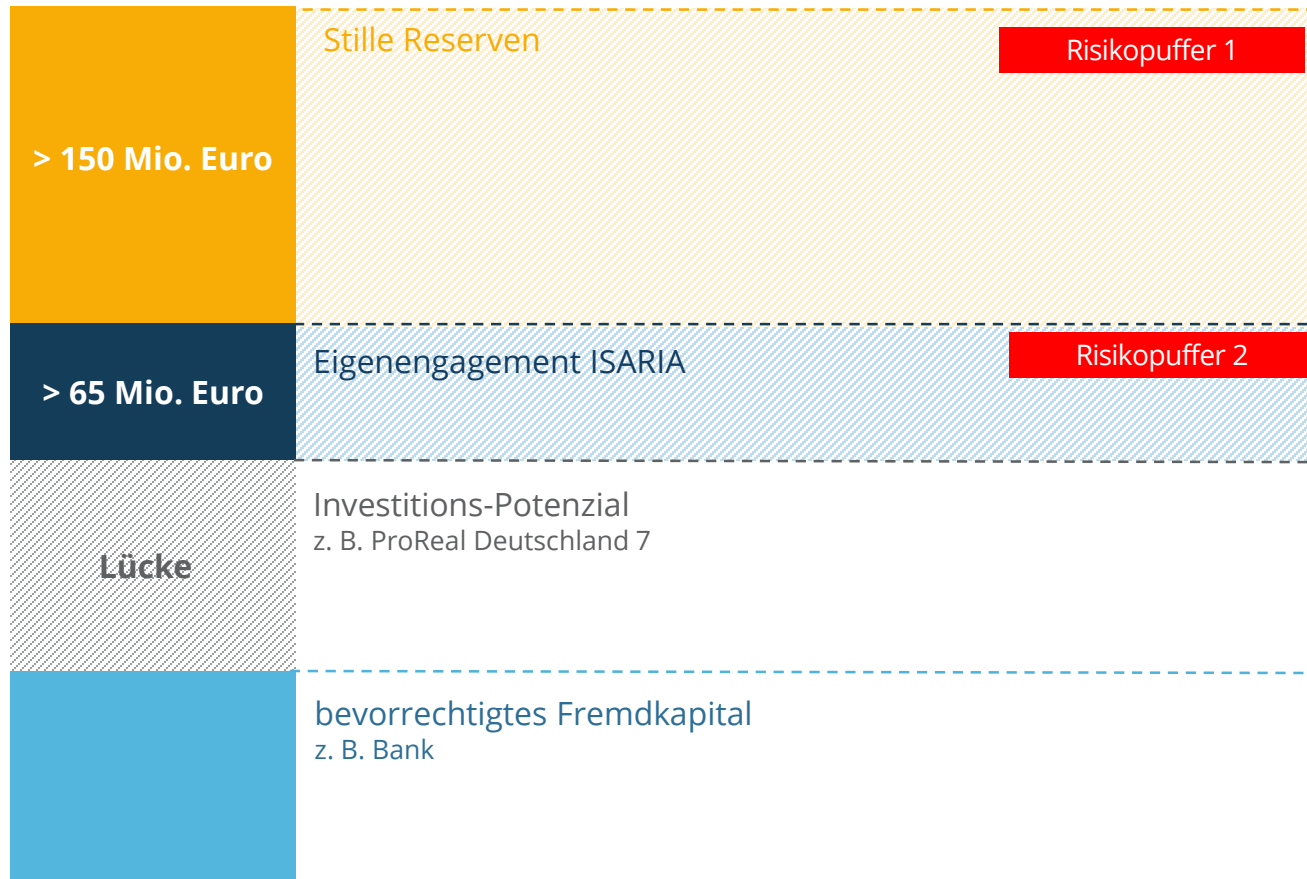 Stille Reserven
Risikopuffer 1
> 150 Mio. Euro
Eigenengagement ISARIA
Risikopuffer 2
> 65 Mio. Euro
Investitions-Potenzial
z. B. ProReal Deutschland 7
Lücke
bevorrechtigtes Fremdkapital
z. B. Bank